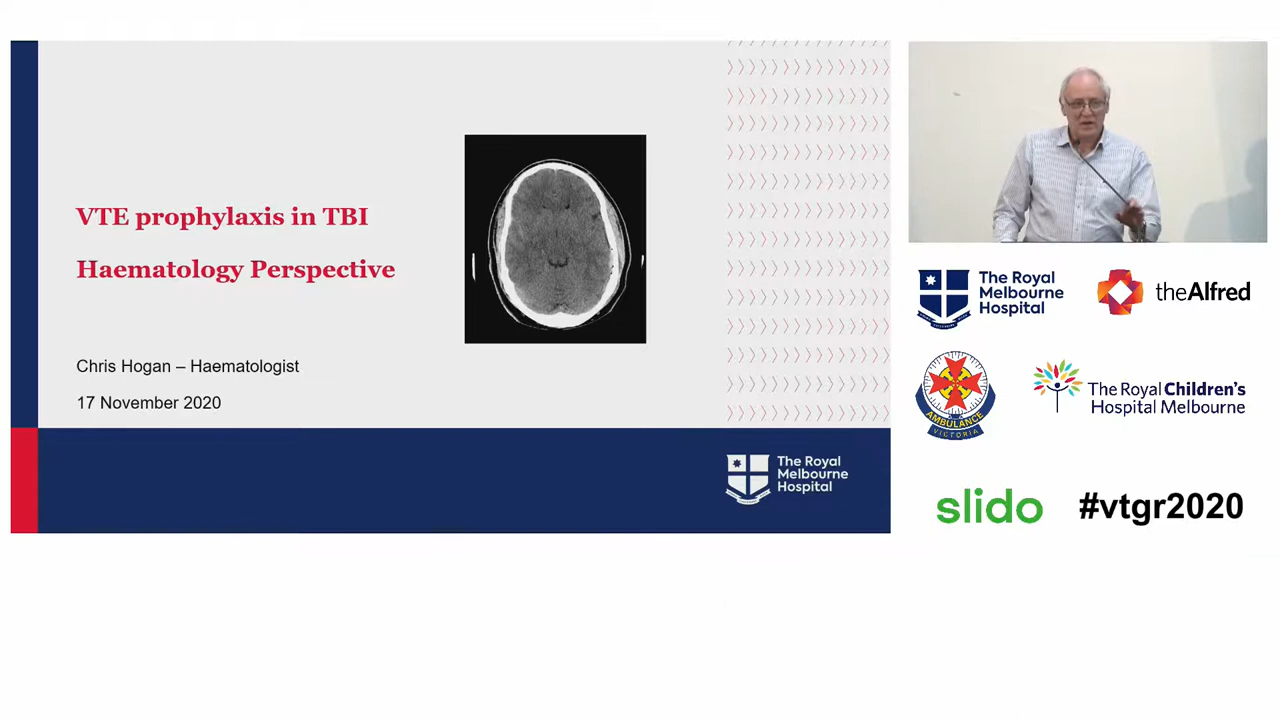 VTE prophylaxis in TBI
Haematology Perspective
Chris Hogan – Haematologist
17 November 2020
The Royal
Melbourne
Hospital
The Royal
Melbourne
Hospital
theAlfred
AMBULANCE
VICTORIA
The Royal Children's
Hospital Melbourne
slido
#vtgr2020